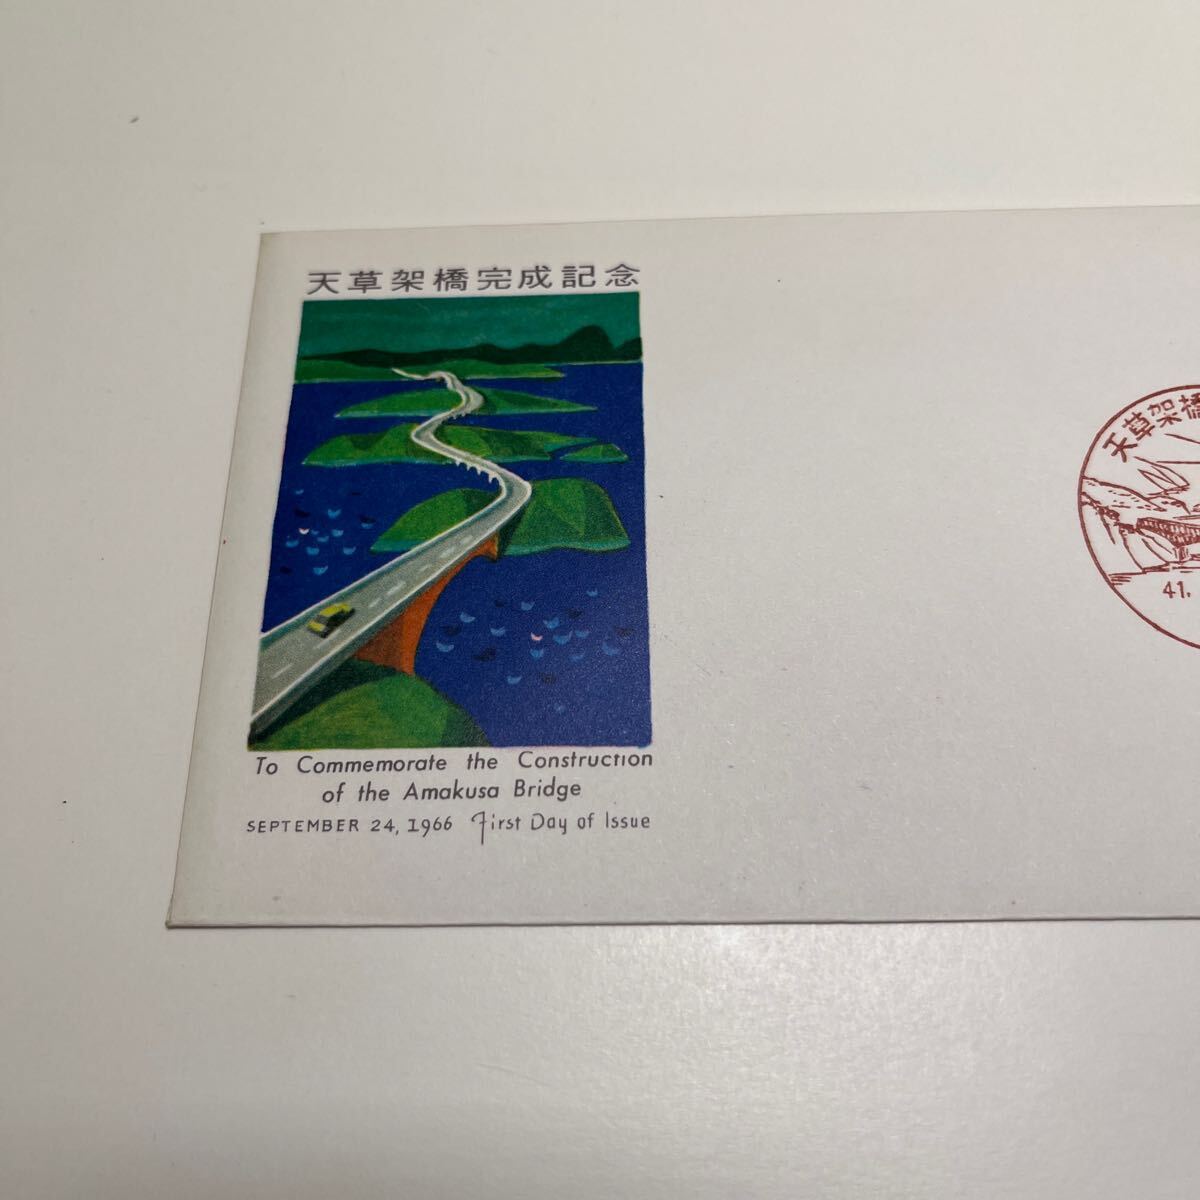 天草架橋完成記念
天草架橋
41.
To Commemorate the Construction
of the Amakusa Bridge
SEPTEMBER 24, 1966 First Day of Issue